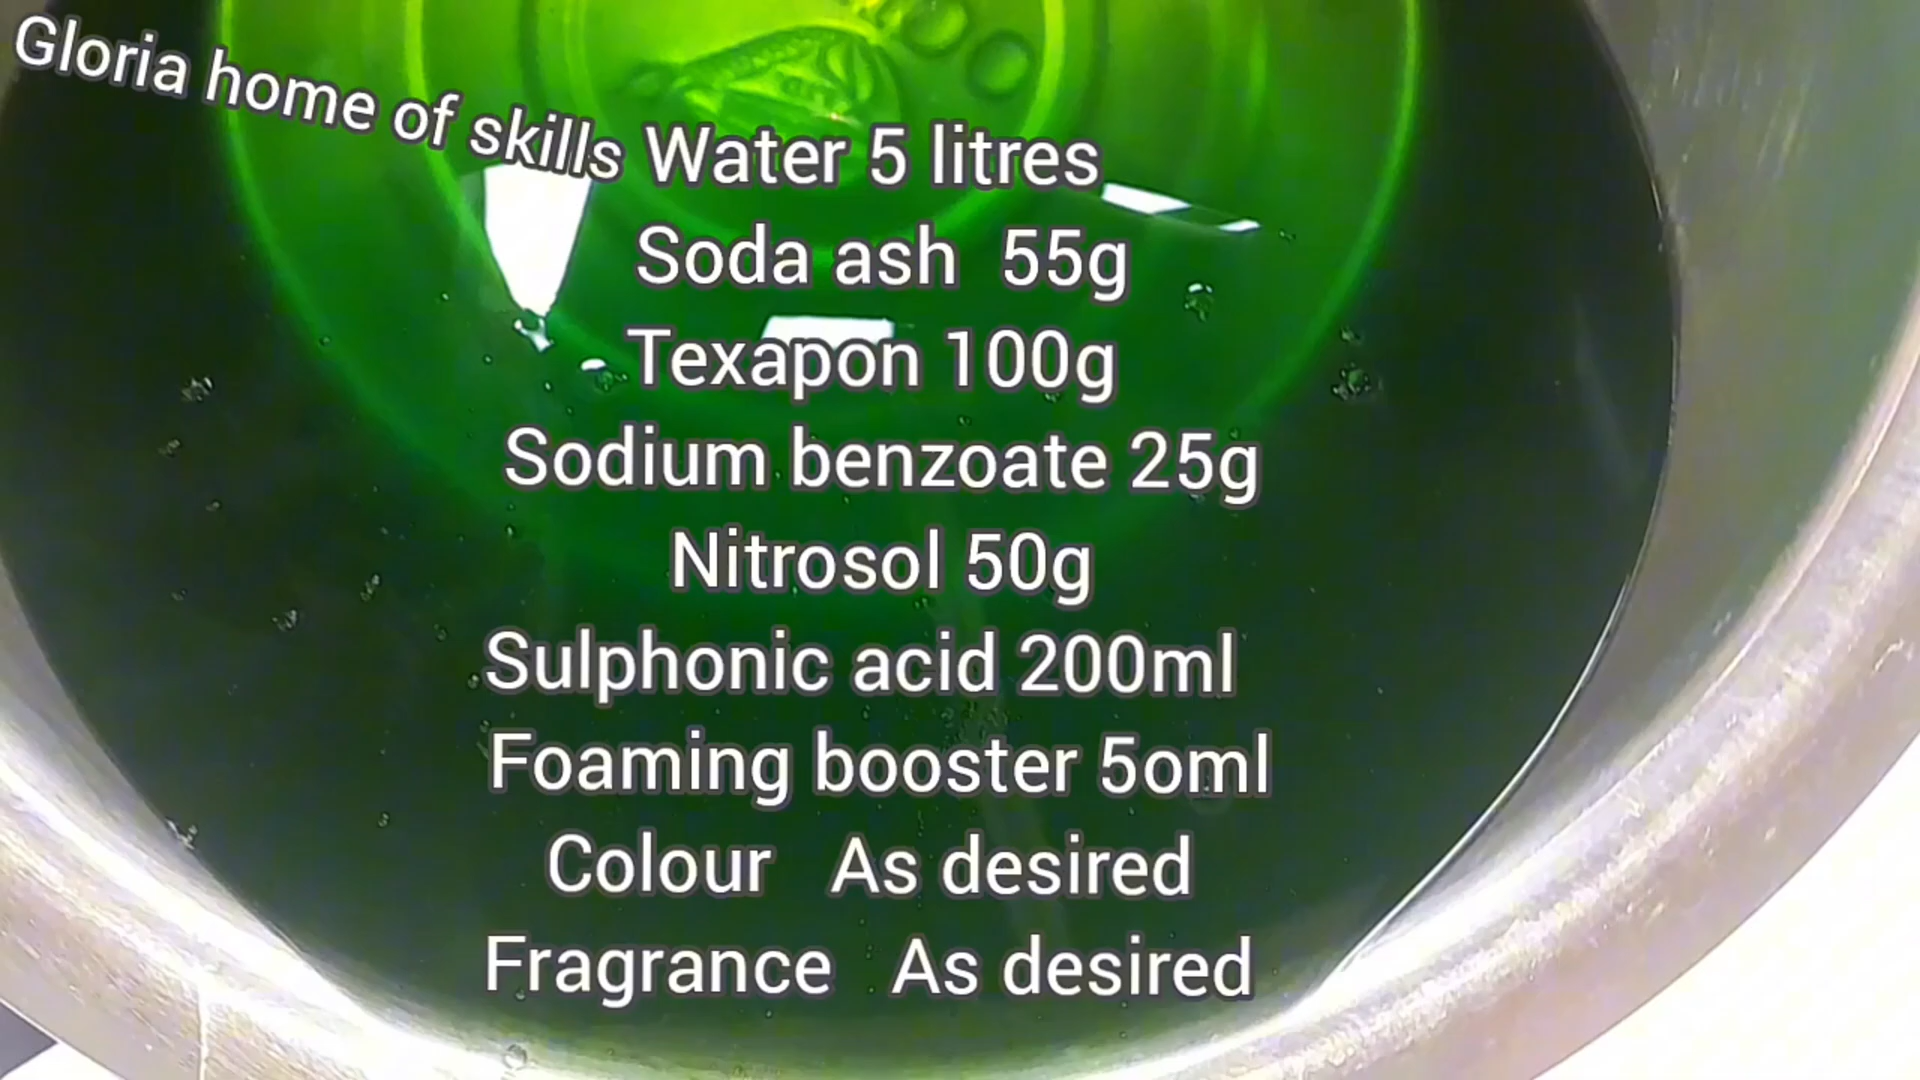 Gloria home of skills
Water 5 litres
Soda ash 55g
Texapon 100g
Sodium benzoate 25g
Nitrosol 50g
Sulphonic acid 200ml
Foaming booster 5oml
Colour As desired
Fragrance As desired